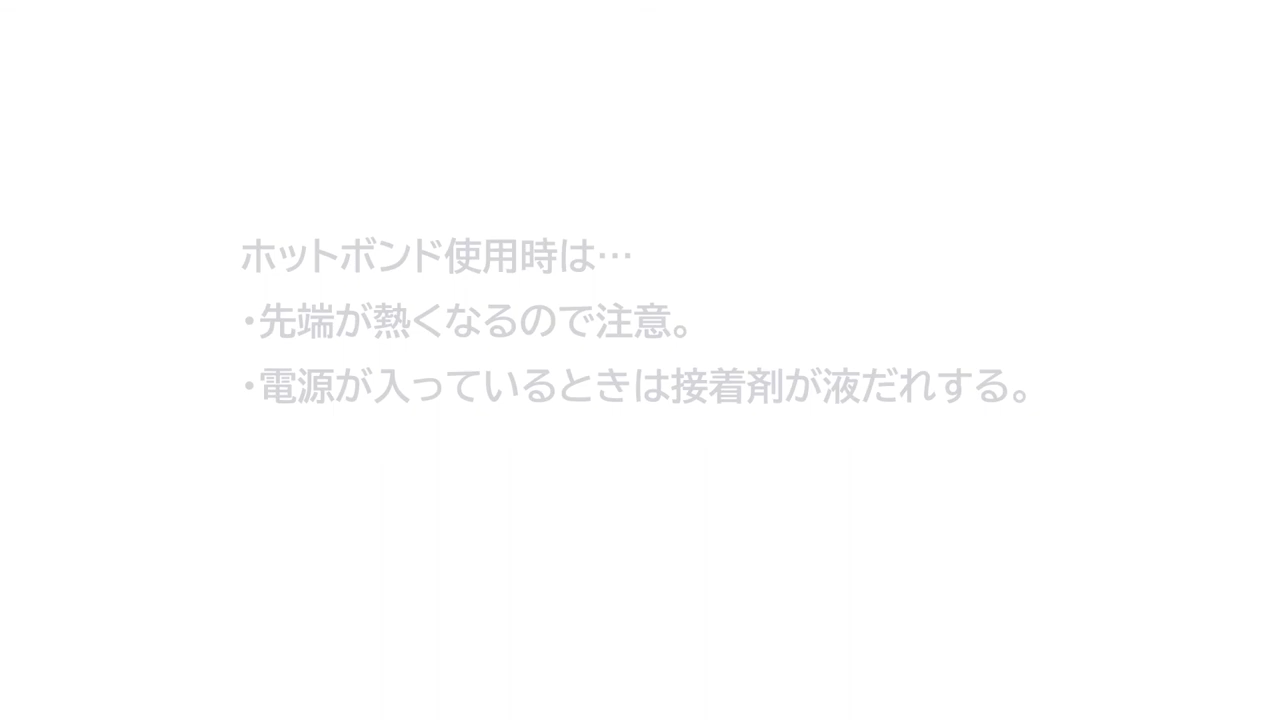 ホットボンド使用時は…
・先端が熱くなるので注意。
・電源が入っているときは接着剤が液だれする。